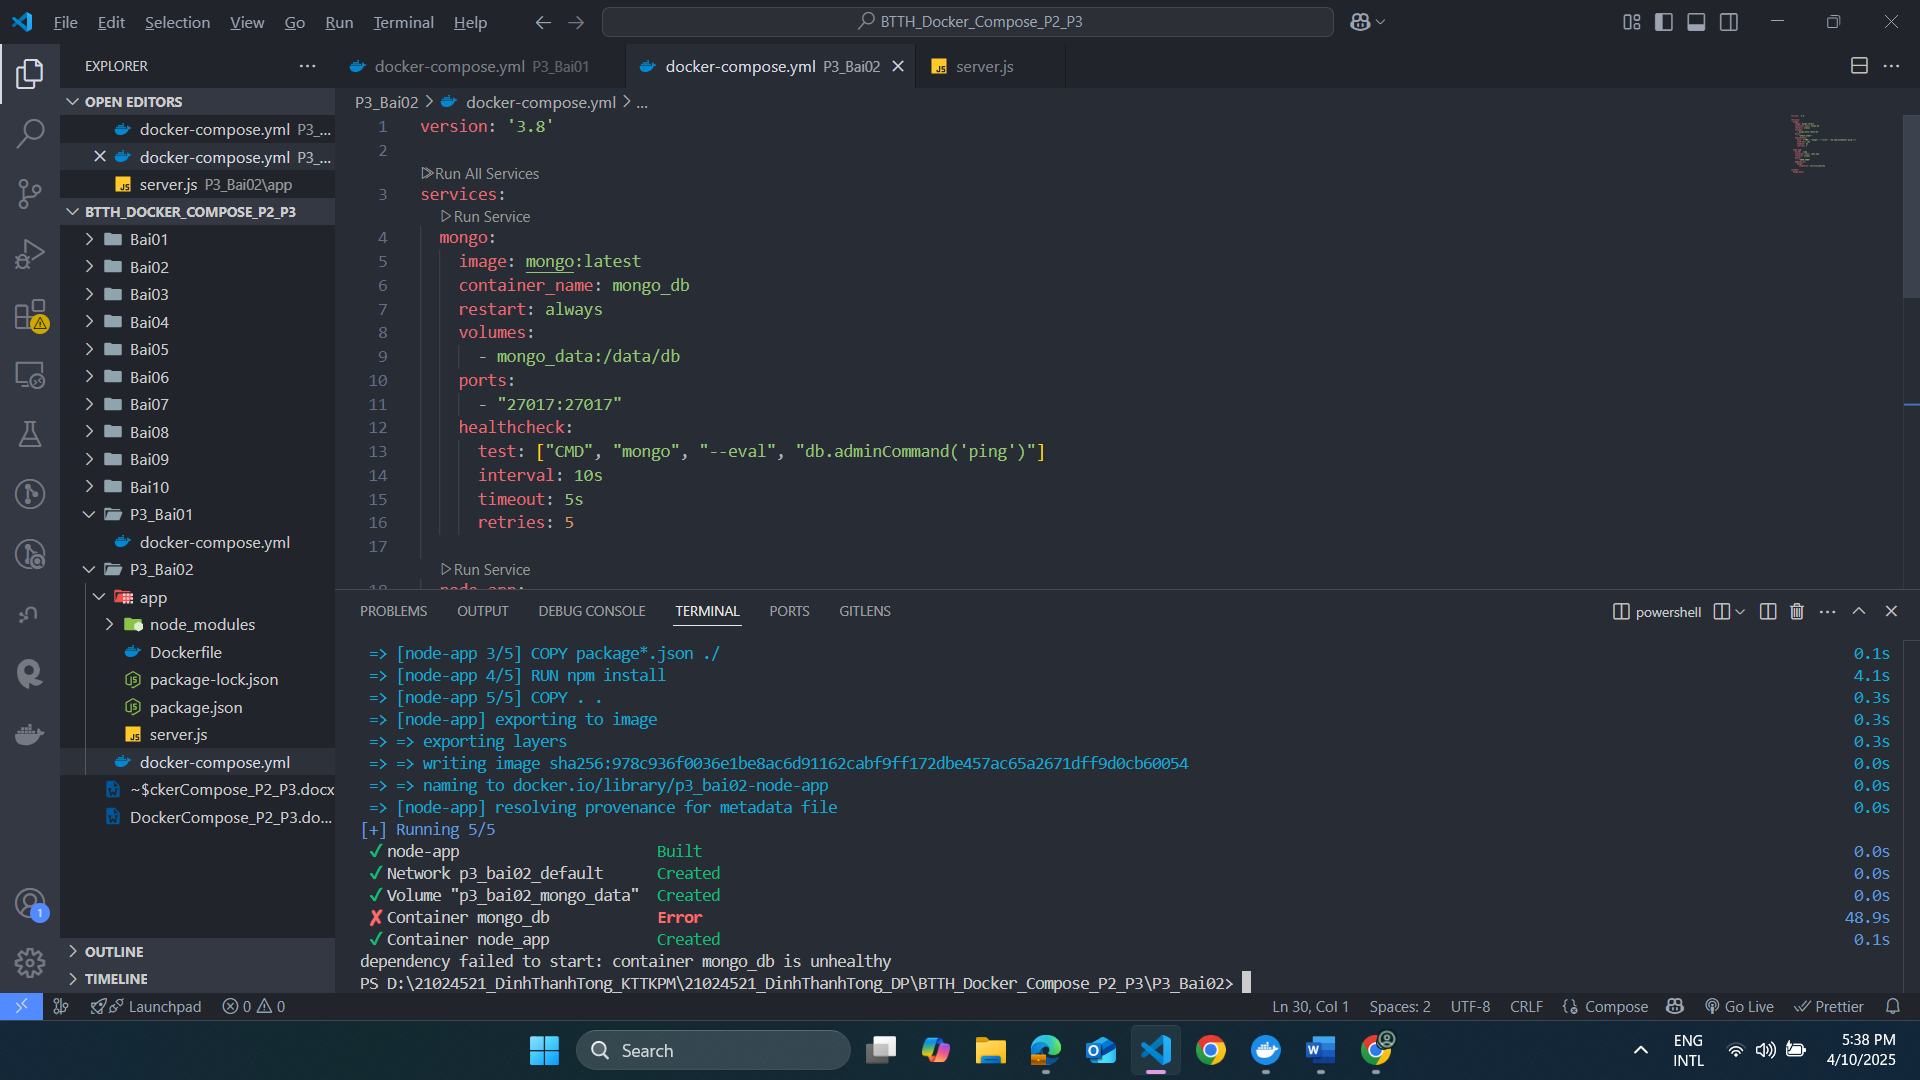 File Edit Selection View Go Run Terminal Help
BTTH_Docker_Compose_P2_P3
EXPLORER
OPEN EDITORS
docker-compose.yml P3_...
docker-compose.yml P3_...
server.js P3_Bai02\app
BTTH_DOCKER_COMPOSE_P2_P3
Bai01
Bai02
Bai03
Bai04
Bai05
Bai06
Bai07
Bai08
Bai09
Bai10
P3_Bai01
docker-compose.yml
P3_Bai02
app
node_modules
Dockerfile
package-lock.json
package.json
server.js
docker-compose.yml
~$ckerCompose_P2_P3.docx
DockerCompose_P2_P3.do...
OUTLINE
TIMELINE
docker-compose.yml P3_Bai01
docker-compose.yml P3_Bai02
server.js
P3_Bai02 > docker-compose.yml > ...
1 version: '3.8'
2
Run All Services
3 services:
Run Service
4 mongo:
5 image: mongo:latest
6 container_name: mongo_db
7 restart: always
8 volumes:
9 - mongo_data:/data/db
10 ports:
11 - "27017:27017"
12 healthcheck:
13 test: ["CMD", "mongo", "--eval", "db.adminCommand('ping')"]
14 interval: 10s
15 timeout: 5s
16 retries: 5
17
Run Service
18 node-app:
PROBLEMS OUTPUT DEBUG CONSOLE TERMINAL PORTS GITLENS
powershell
=> [node-app 3/5] COPY package*.json ./ 0.1s
=> [node-app 4/5] RUN npm install 4.1s
=> [node-app 5/5] COPY . . 0.3s
=> [node-app] exporting to image 0.3s
=> => exporting layers 0.3s
=> => writing image sha256:978c936f0036e1be8ac6d91162cabf9ff172dbe457ac65a2671dff9d0cb60054 0.0s
=> => naming to docker.io/library/p3_bai02-node-app 0.0s
=> [node-app] resolving provenance for metadata file 0.0s
[+] Running 5/5
✔ node-app Built 0.0s
✔ Network p3_bai02_default Created 0.0s
✔ Volume "p3_bai02_mongo_data" Created 0.0s
✘ Container mongo_db Error 48.9s
✔ Container node_app Created 0.1s
dependency failed to start: container mongo_db is unhealthy
PS D:\21024521_DinhThanhTong_KTTKPM\21024521_DinhThanhTong_DP\BTTH_Docker_Compose_P2_P3\P3_Bai02>
1
Launchpad 0 0
Ln 30, Col 1 Spaces: 2 UTF-8 CRLF Compose Go Live Prettier
Search
ENG
INTL
5:38 PM
4/10/2025